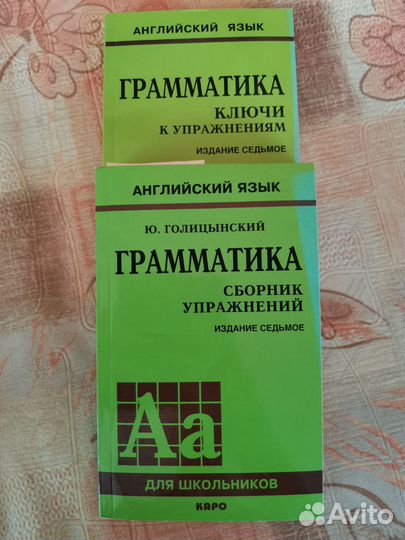 АНГЛИЙСКИЙ ЯЗЫК
ГРАММАТИКА
КЛЮЧИ
К УПРАЖНЕНИЯМ
ИЗДАНИЕ СЕДЬМОЕ
АНГЛИЙСКИЙ ЯЗЫК
Ю. ГОЛИЦЫНСКИЙ
ГРАММАТИКА
СБОРНИК
УПРАЖНЕНИЙ
ИЗДАНИЕ СЕДЬМОЕ
Aa
ДЛЯ ШКОЛЬНИКОВ
КАРО
Avito